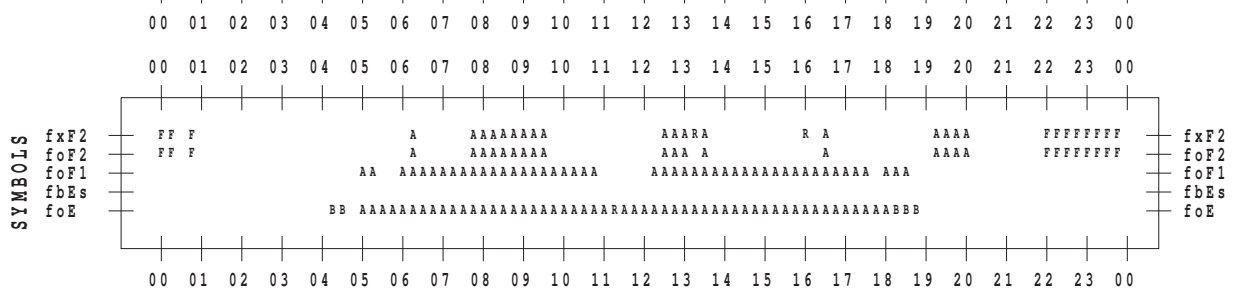 00 01 02 03 04 05 06 07 08 09 10 11 12 13 14 15 16 17 18 19 20 21 22 23 00
00 01 02 03 04 05 06 07 08 09 10 11 12 13 14 15 16 17 18 19 20 21 22 23 00
SYMBOLS
fxF2 FF F A AAAAAAAA AAARA R A AAAA FFFFFFFF fxF2
foF2 FF F A AAAAAAAA AAA A A AAAA FFFFFFFF foF2
foF1 AA AAAAAAAAAAAAAAAAAAAA AAAAAAAAAAAAAAAAAAAAAA AAA foF1
fbEs fbEs
foE BB AAAAAAAAAAAAAAAAAAAAAAAAARAAAAAAAAAAAAAAAAAAAAAAAAAAABBB foE
00 01 02 03 04 05 06 07 08 09 10 11 12 13 14 15 16 17 18 19 20 21 22 23 00